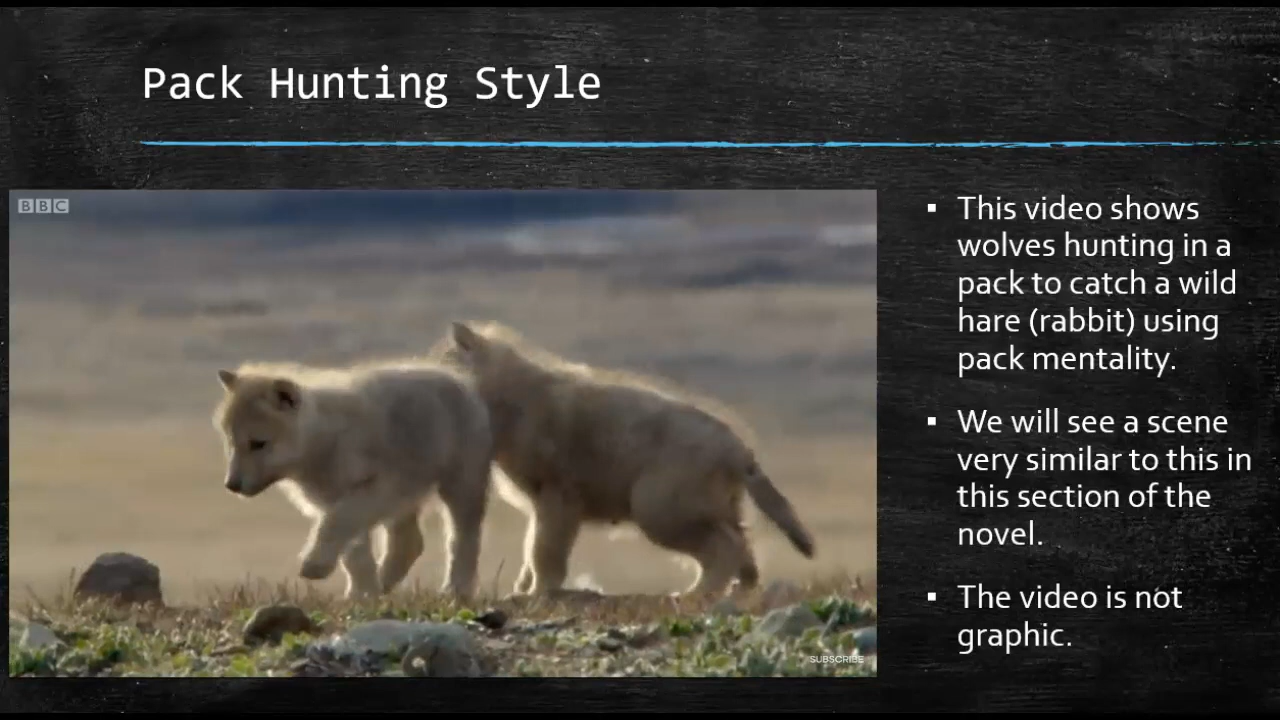 Pack Hunting Style
BBC
▪ This video shows
wolves hunting in a
pack to catch a wild
hare (rabbit) using
pack mentality.
▪ We will see a scene
very similar to this in
this section of the
novel.
▪ The video is not
graphic.
SUBSCRIBE